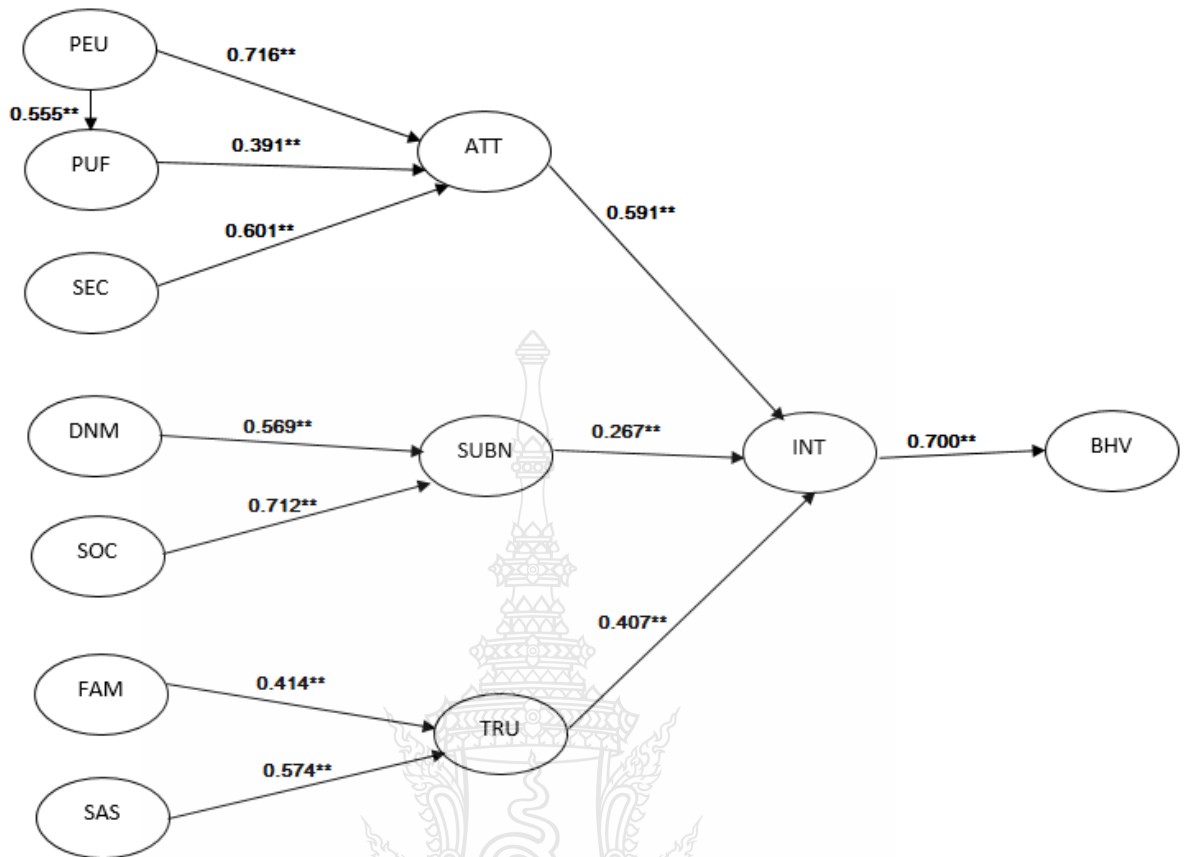 PEU
0.716**
0.555**
ATT
PUF
0.391**
0.591**
0.601**
SEC
DNM
0.569**
SUBN
0.267**
INT
0.700**
BHV
0.712**
SOC
0.407**
FAM
0.414**
TRU
0.574**
SAS